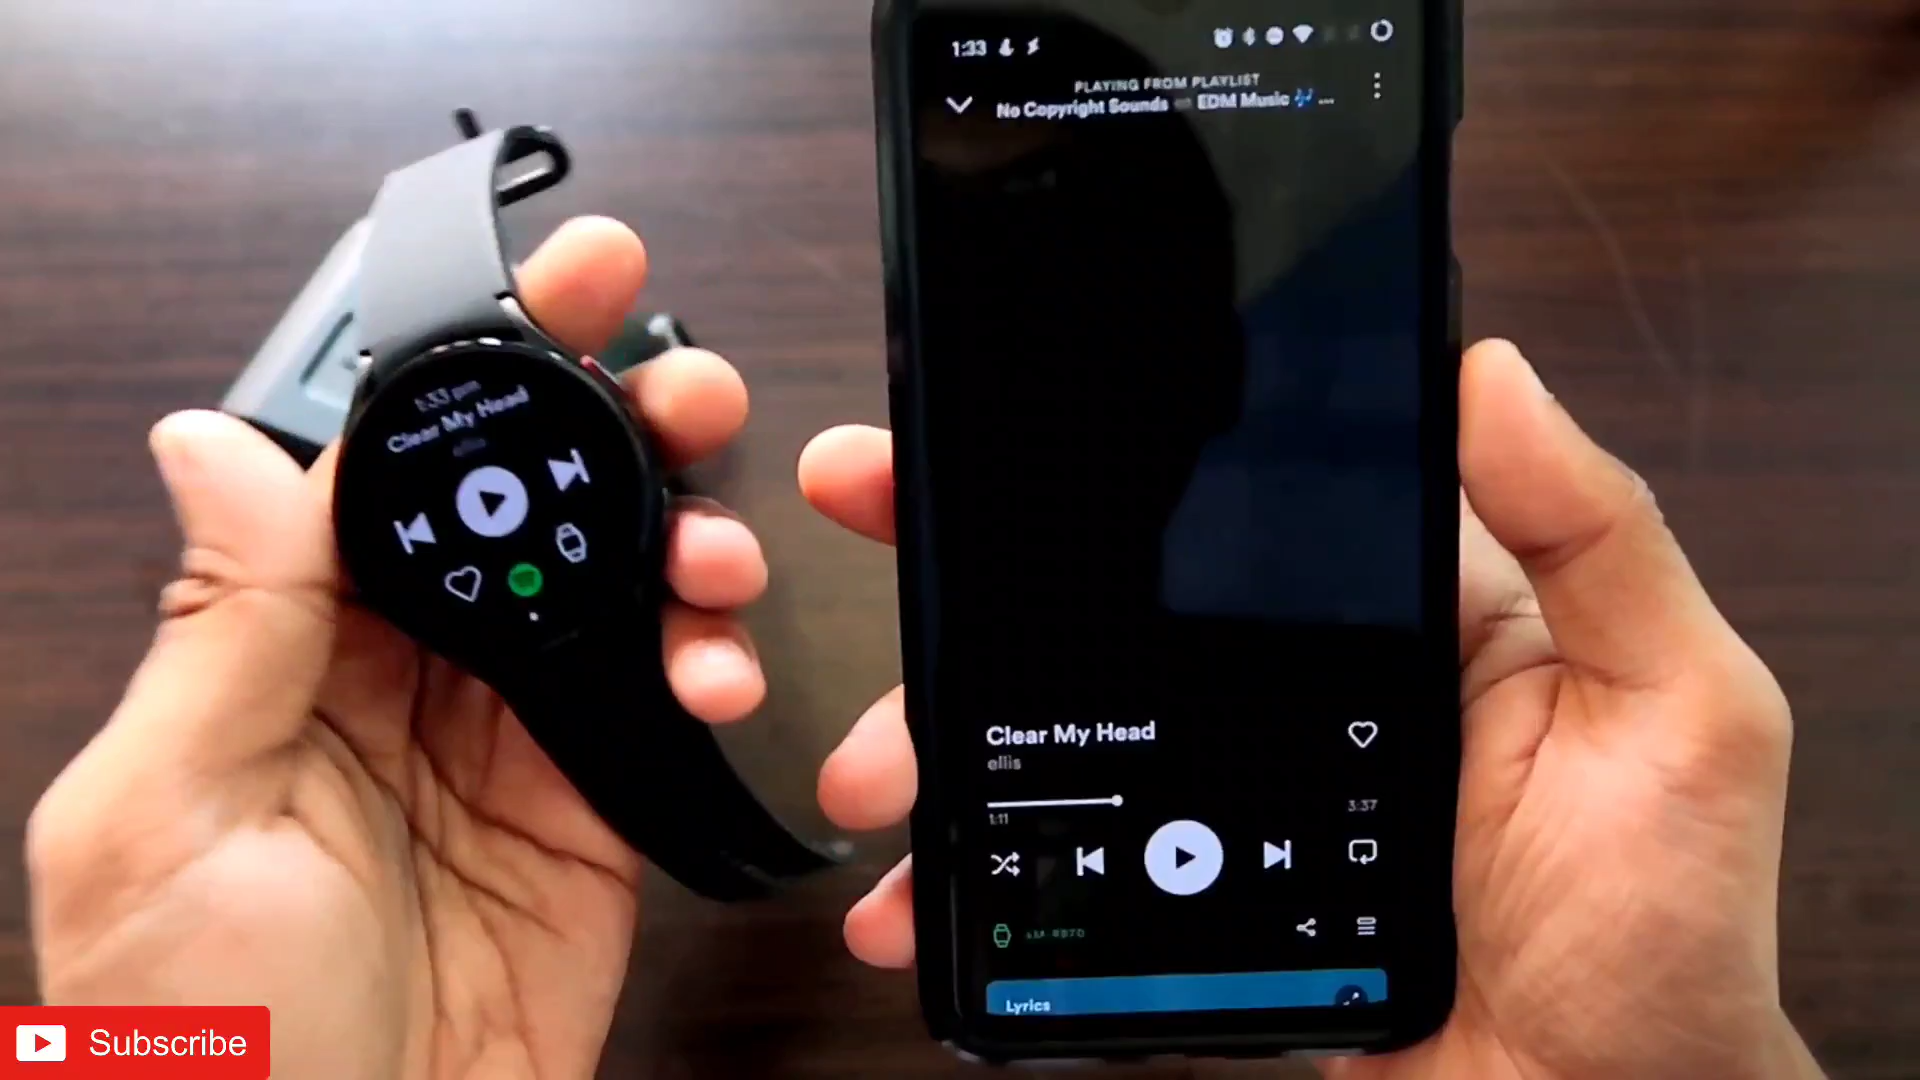 1:33
PLAYING FROM PLAYLIST
No Copyright Sounds
EDM Music
...
1:33 pm
Clear My Head
ellis
Clear My Head
ellis
1:11
3:37
Lyrics
Subscribe